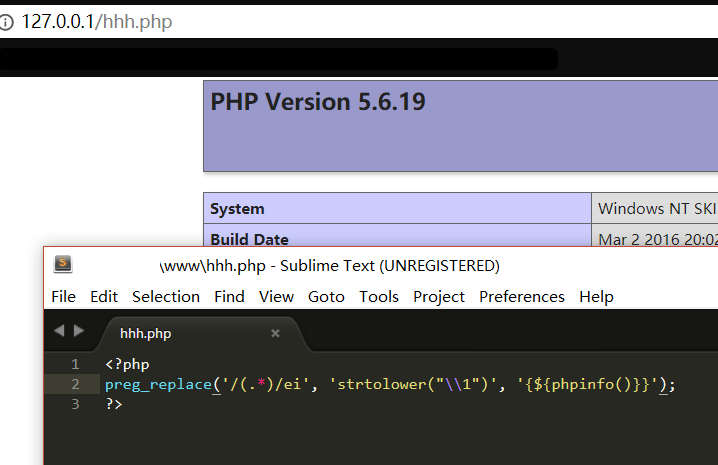 127.0.0.1/hhh.php
PHP Version 5.6.19
System Windows NT SKI
Build Date Mar 2 2016 20:02
\www\hhh.php - Sublime Text (UNREGISTERED)
File Edit Selection Find View Goto Tools Project Preferences Help
hhh.php
1 <?php
2 preg_replace('/(.*)/ei', 'strtolower("\\1")', '{${phpinfo()}}');
3 ?>